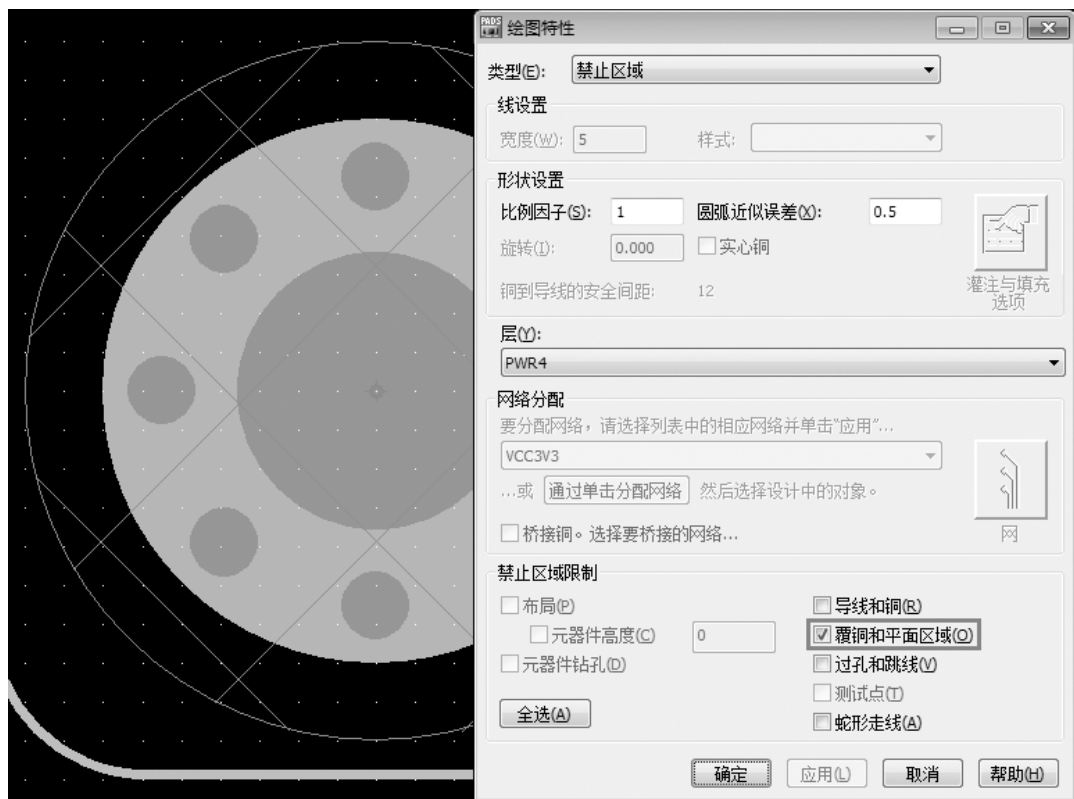 PADS 绘图特性
类型(E): 禁止区域
线设置
宽度(W): 5 样式:
形状设置
比例因子(S): 1 圆弧近似误差(X): 0.5
旋转(I): 0.000 实心铜
铜到导线的安全间距: 12
灌注与填充
选项
层(Y):
PWR4
网络分配
要分配网络，请选择列表中的相应网络并单击“应用”...
VCC3V3
...或 通过单击分配网络 然后选择设计中的对象。
桥接铜。选择要桥接的网络...
网
禁止区域限制
布局(P) 导线和铜(R)
元器件高度(C) 0 覆铜和平面区域(O)
元器件钻孔(D) 过孔和跳线(V)
测试点(T)
全选(A) 蛇形走线(A)
确定 应用(L) 取消 帮助(H)